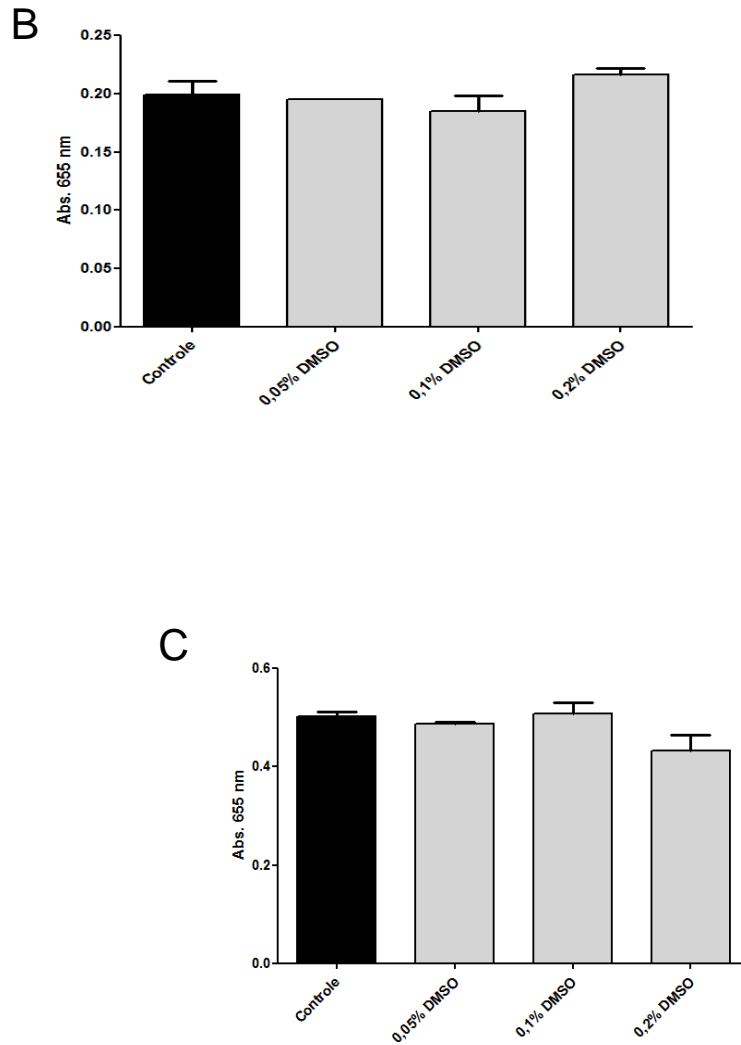 B
0.25
0.20
0.15
0.10
0.05
0.00
Abs. 655 nm
Controle
0,05% DMSO
0,1% DMSO
0,2% DMSO
C
0.6
0.4
0.2
0.0
Abs. 655 nm
Controle
0,05% DMSO
0,1% DMSO
0,2% DMSO